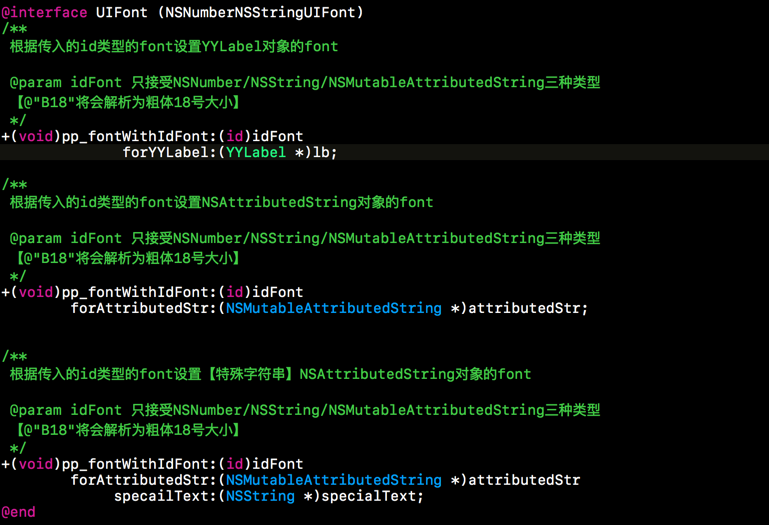 @interface UIFont (NSNumberNSStringUIFont)
/**
 根据传入的id类型的font设置YYLabel对象的font

 @param idFont 只接受NSNumber/NSString/NSMutableAttributedString三种类型
 【@"B18"将会解析为粗体18号大小】
 */
+(void)pp_fontWithIdFont:(id)idFont
              forYYLabel:(YYLabel *)lb;

/**
 根据传入的id类型的font设置NSAttributedString对象的font

 @param idFont 只接受NSNumber/NSString/NSMutableAttributedString三种类型
 【@"B18"将会解析为粗体18号大小】
 */
+(void)pp_fontWithIdFont:(id)idFont
        forAttributedStr:(NSMutableAttributedString *)attributedStr;


/**
 根据传入的id类型的font设置【特殊字符串】NSAttributedString对象的font

 @param idFont 只接受NSNumber/NSString/NSMutableAttributedString三种类型
 【@"B18"将会解析为粗体18号大小】
 */
+(void)pp_fontWithIdFont:(id)idFont
        forAttributedStr:(NSMutableAttributedString *)attributedStr
             specailText:(NSString *)specialText;
@end